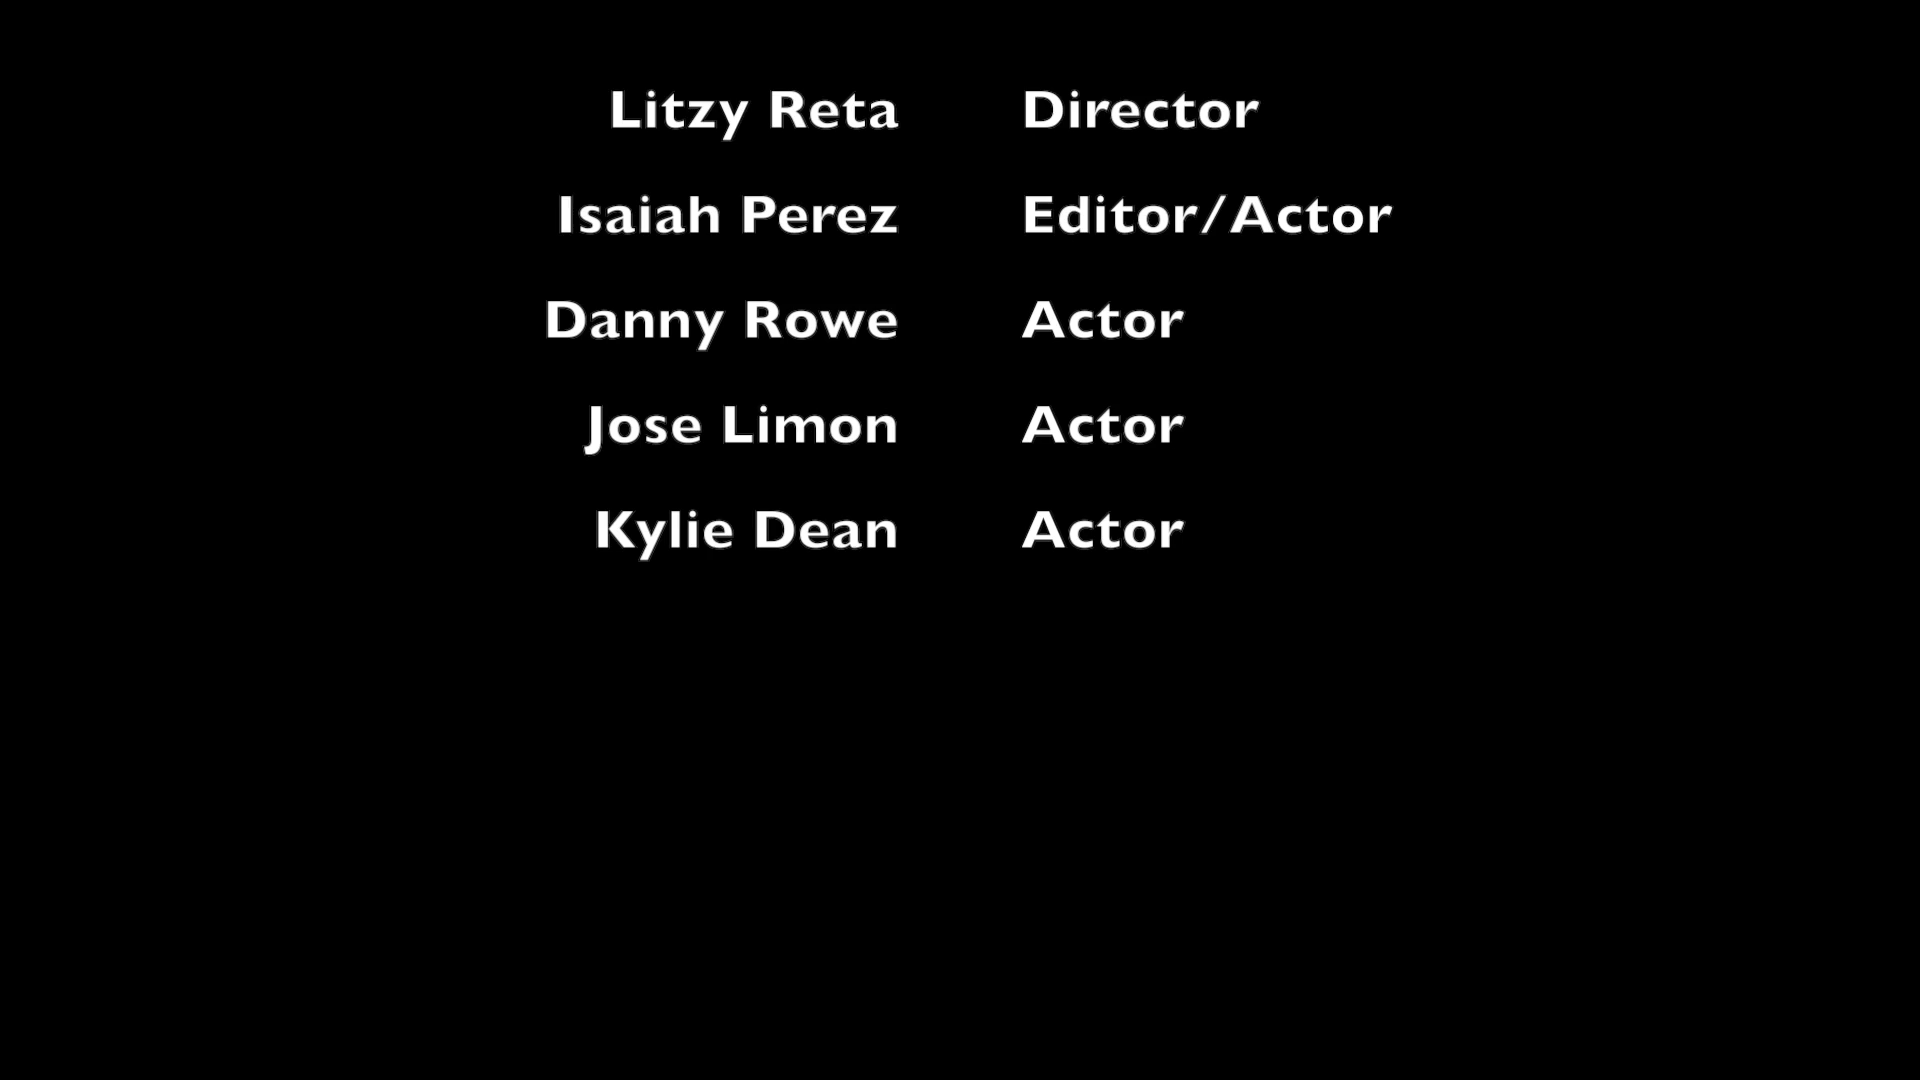 Litzy Reta Director
Isaiah Perez Editor/Actor
Danny Rowe Actor
Jose Limon Actor
Kylie Dean Actor